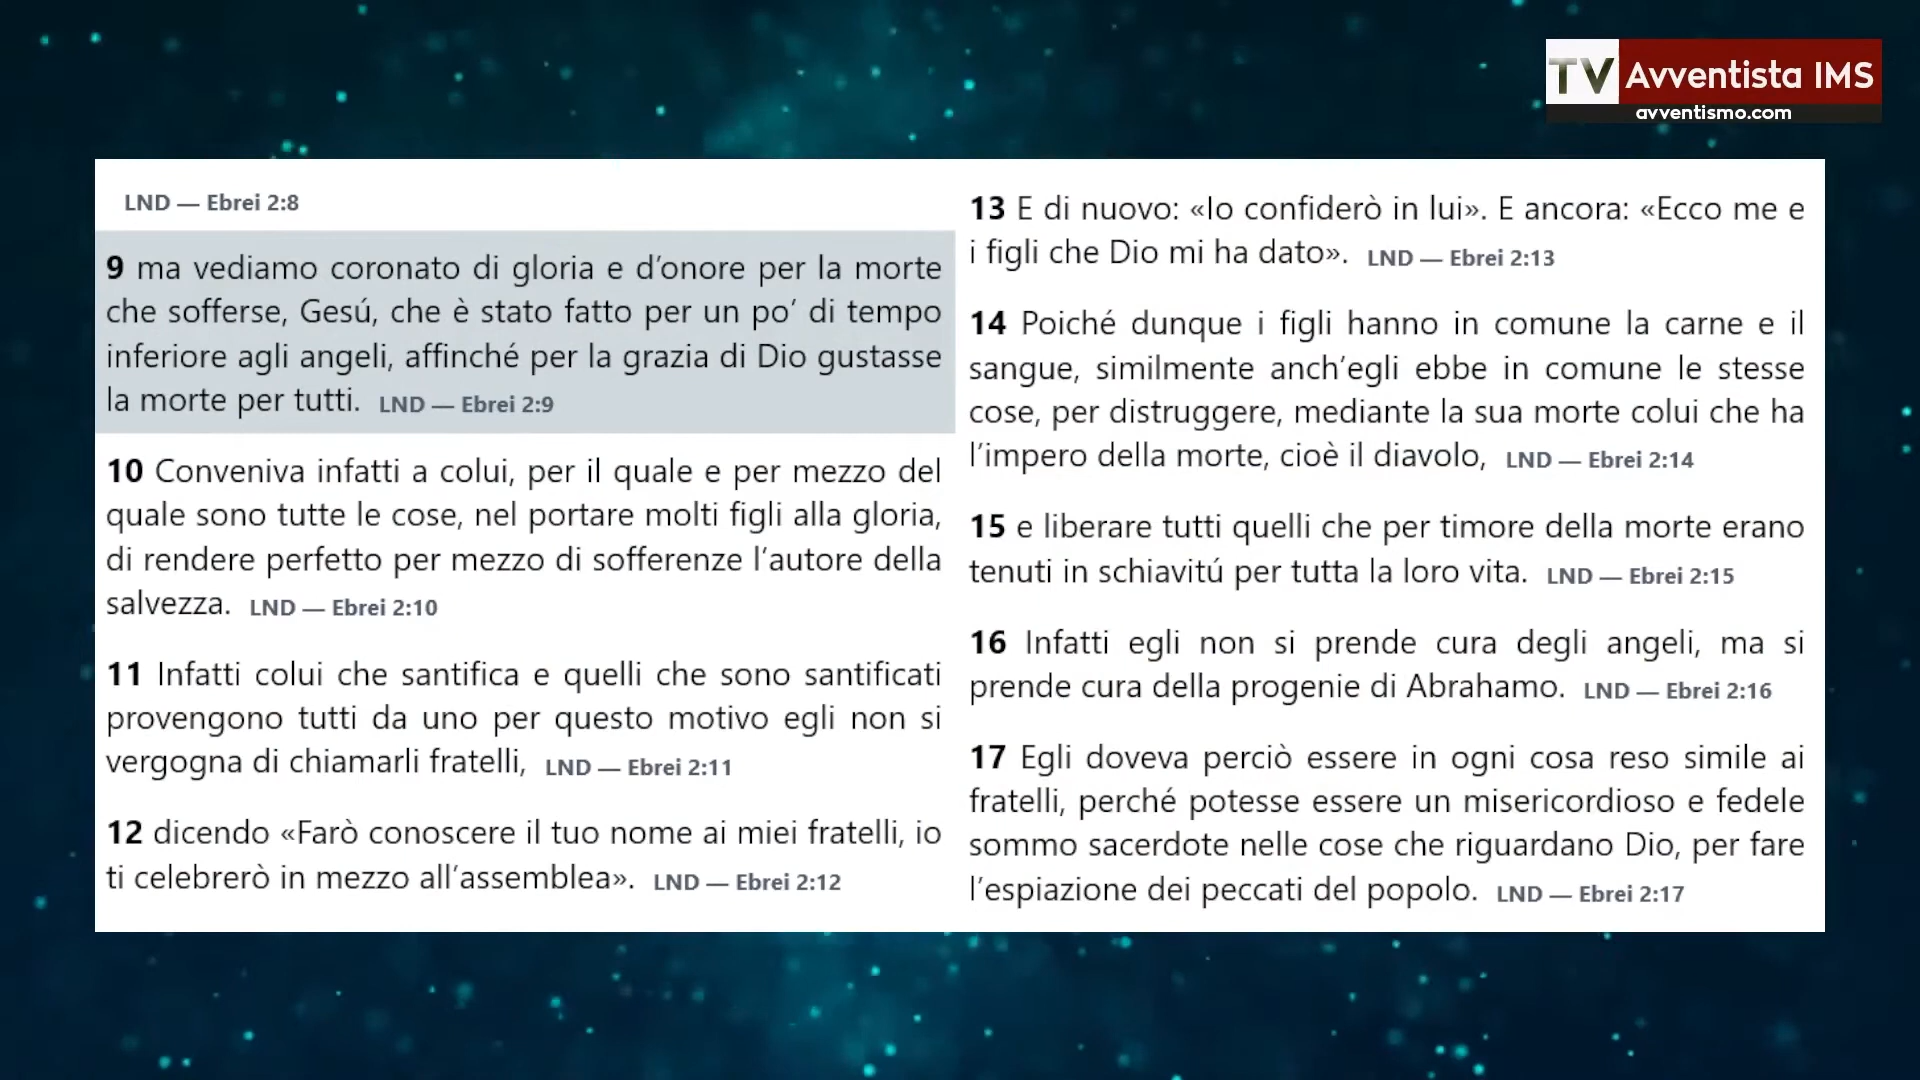 TV Avventista IMS
avventismo.com
LND — Ebrei 2:8
9 ma vediamo coronato di gloria e d’onore per la morte
che sofferse, Gesú, che è stato fatto per un po’ di tempo
inferiore agli angeli, affinché per la grazia di Dio gustasse
la morte per tutti. LND — Ebrei 2:9
10 Conveniva infatti a colui, per il quale e per mezzo del
quale sono tutte le cose, nel portare molti figli alla gloria,
di rendere perfetto per mezzo di sofferenze l’autore della
salvezza. LND — Ebrei 2:10
11 Infatti colui che santifica e quelli che sono santificati
provengono tutti da uno per questo motivo egli non si
vergogna di chiamarli fratelli, LND — Ebrei 2:11
12 dicendo «Farò conoscere il tuo nome ai miei fratelli, io
ti celebrerò in mezzo all’assemblea». LND — Ebrei 2:12
13 E di nuovo: «Io confiderò in lui». E ancora: «Ecco me e
i figli che Dio mi ha dato». LND — Ebrei 2:13
14 Poiché dunque i figli hanno in comune la carne e il
sangue, similmente anch’egli ebbe in comune le stesse
cose, per distruggere, mediante la sua morte colui che ha
l’impero della morte, cioè il diavolo, LND — Ebrei 2:14
15 e liberare tutti quelli che per timore della morte erano
tenuti in schiavitú per tutta la loro vita. LND — Ebrei 2:15
16 Infatti egli non si prende cura degli angeli, ma si
prende cura della progenie di Abrahamo. LND — Ebrei 2:16
17 Egli doveva perciò essere in ogni cosa reso simile ai
fratelli, perché potesse essere un misericordioso e fedele
sommo sacerdote nelle cose che riguardano Dio, per fare
l’espiazione dei peccati del popolo. LND — Ebrei 2:17